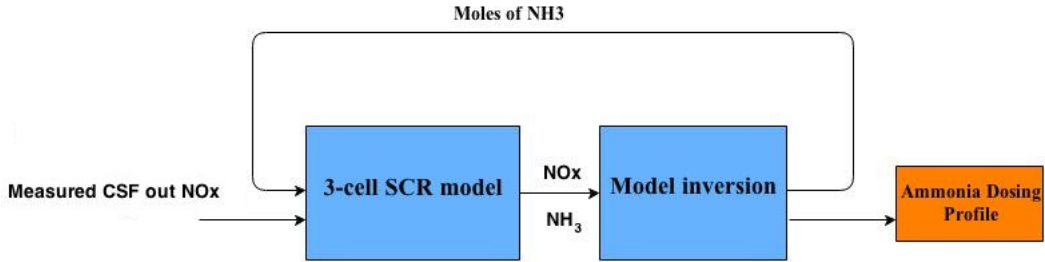 Moles of NH3
Measured CSF out NOx
3-cell SCR model
NOx
NH₃
Model inversion
Ammonia Dosing
Profile